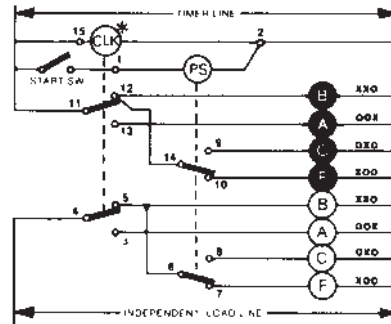 TIMER LINE
15 CLK * 2
START SW. PS
12 B XXO
11
13 A OOX
9 C OXO
14
10 F XOO
5 B XXO
4
3 A OOX
8 C OXO
6
7 F XOO
INDEPENDENT LOAD LINE